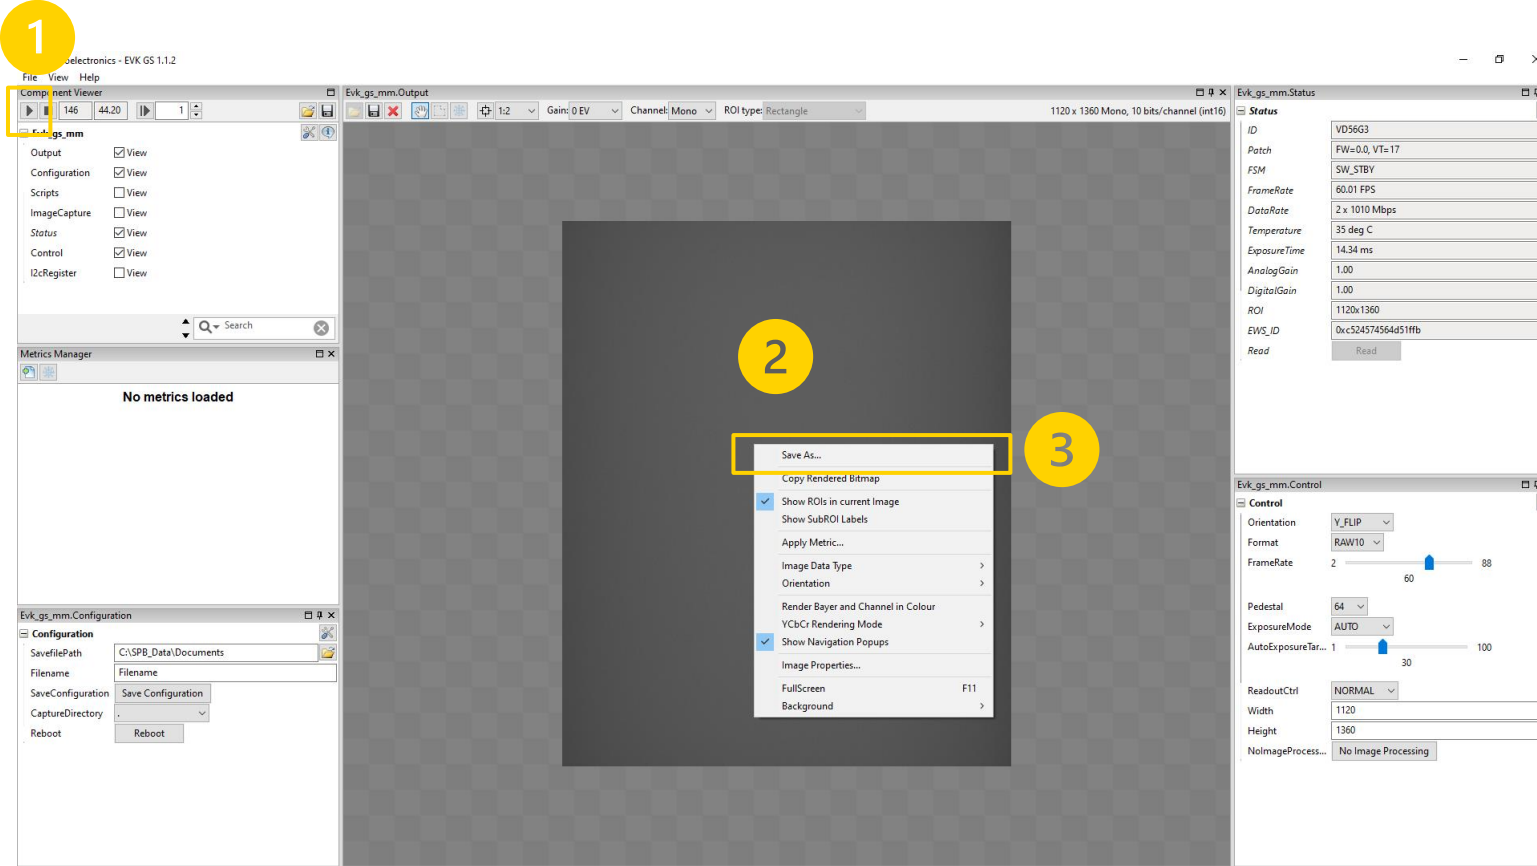 1
oelectronics - EVK GS 1.1.2
File View Help
Component Viewer
146 44.20 1
Evk_gs_mm
Output View
Configuration View
Scripts View
ImageCapture View
Status View
Control View
I2cRegister View
Search
Metrics Manager
No metrics loaded
Evk_gs_mm.Configuration
Configuration
SavefilePath C:\SPB_Data\Documents
Filename Filename
SaveConfiguration Save Configuration
CaptureDirectory .
Reboot Reboot
Evk_gs_mm.Output
1:2 Gain: 0 EV Channel: Mono ROI type: Rectangle 1120 x 1360 Mono, 10 bits/channel (int16)
2
3
Save As...
Copy Rendered Bitmap
Show ROIs in current Image
Show SubROI Labels
Apply Metric...
Image Data Type
Orientation
Render Bayer and Channel in Colour
YCbCr Rendering Mode
Show Navigation Popups
Image Properties...
FullScreen F11
Background
Evk_gs_mm.Status
Status
ID VD56G3
Patch FW=0.0, VT=17
FSM SW_STBY
FrameRate 60.01 FPS
DataRate 2 x 1010 Mbps
Temperature 35 deg C
ExposureTime 14.34 ms
AnalogGain 1.00
DigitalGain 1.00
ROI 1120x1360
EWS_ID 0xc524574564d51ffb
Read Read
Evk_gs_mm.Control
Control
Orientation Y_FLIP
Format RAW10
FrameRate 2 88
60
Pedestal 64
ExposureMode AUTO
AutoExposureTar... 1 100
30
ReadoutCtrl NORMAL
Width 1120
Height 1360
NoImageProcess... No Image Processing